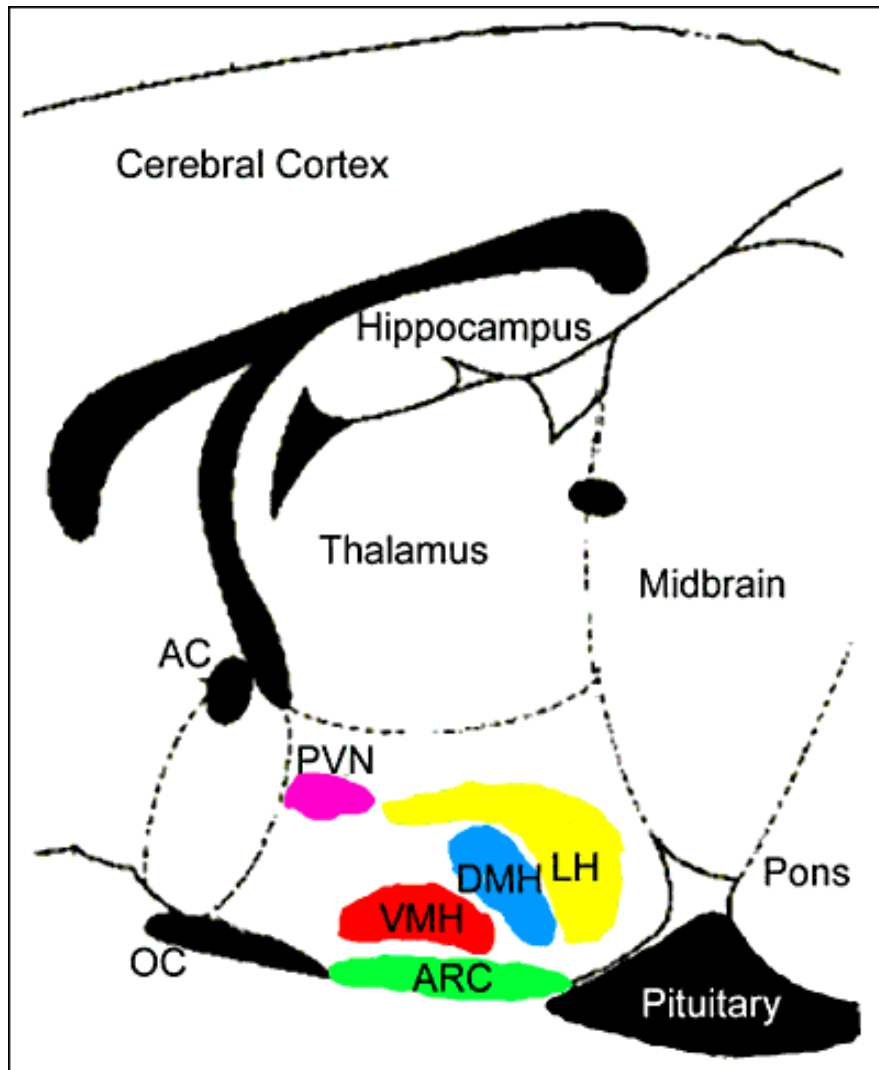 Cerebral Cortex
Hippocampus
Thalamus
Midbrain
AC
PVN
DMH
LH
Pons
VMH
OC
ARC
Pituitary